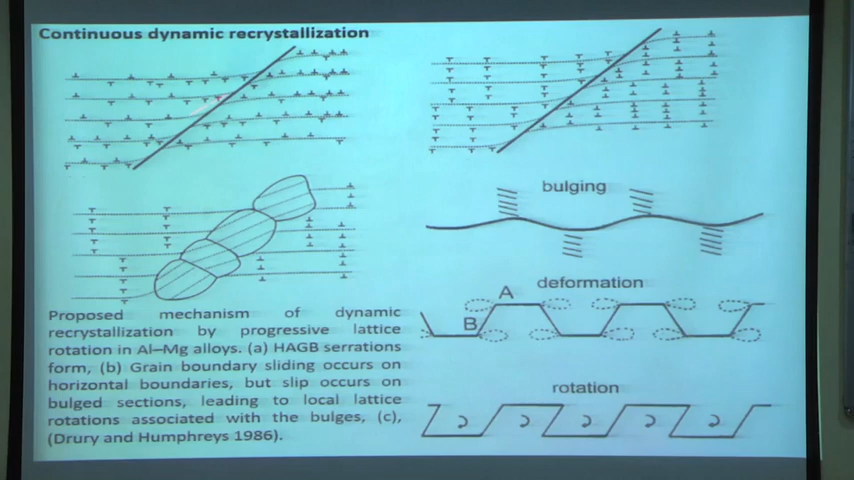 Continuous dynamic recrystallization
bulging
deformation
A
B
rotation
Proposed mechanism of dynamic
recrystallization by progressive lattice
rotation in Al–Mg alloys. (a) HAGB serrations
form, (b) Grain boundary sliding occurs on
horizontal boundaries, but slip occurs on
bulged sections, leading to local lattice
rotations associated with the bulges, (c),
(Drury and Humphreys 1986).